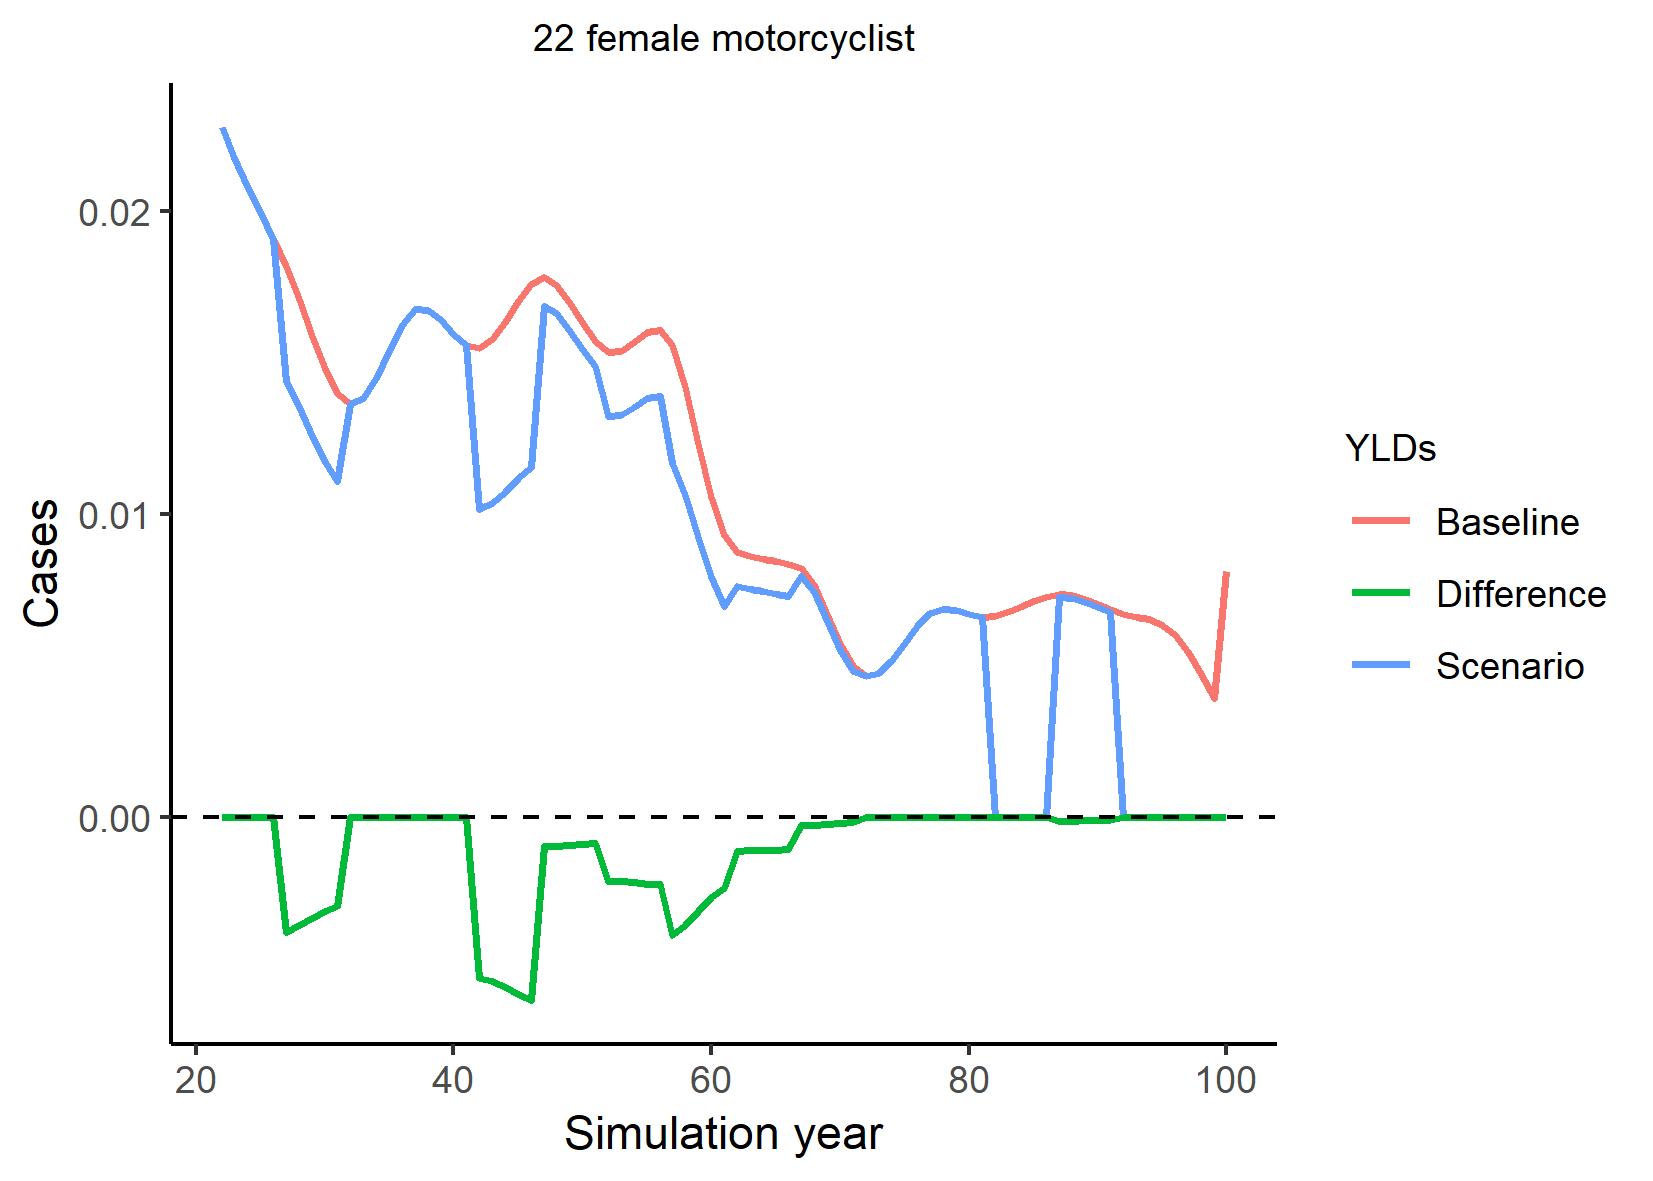 22 female motorcyclist
0.02
0.01
0.00
Cases
20 40 60 80 100
Simulation year
YLDs
Baseline
Difference
Scenario